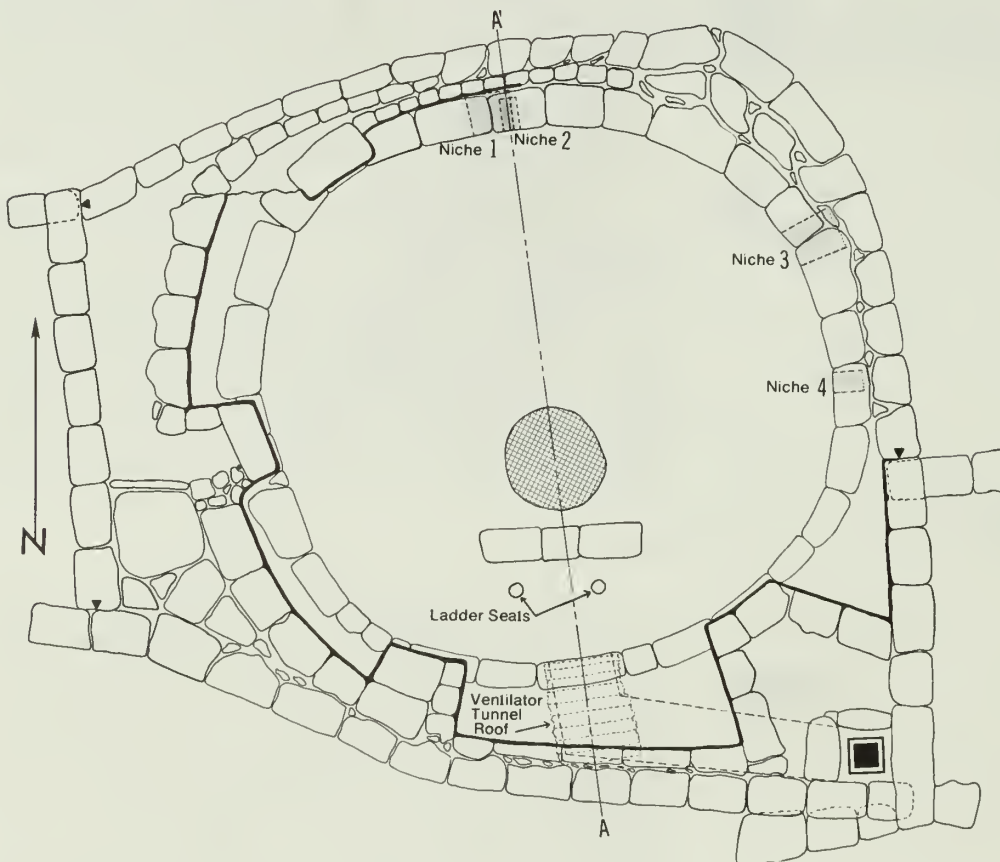 A'
Niche 1
Niche 2
Niche 3
Niche 4
N
Ladder Seals
Ventilator
Tunnel
Roof
A